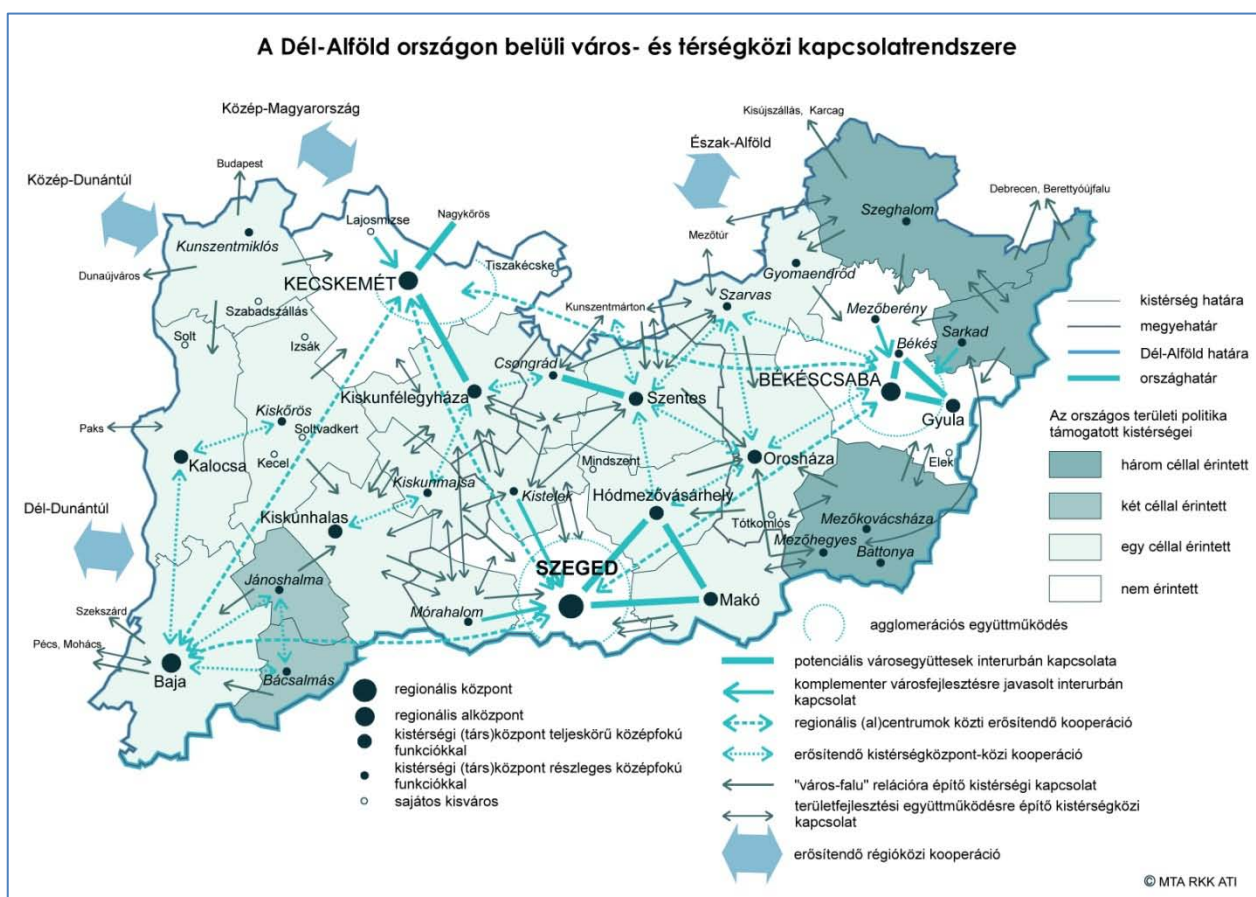 A Dél-Alföld országon belüli város- és térségközi kapcsolatrendszere
Közép-Magyarország
Kisújszállás, Karcag
Budapest
Észak-Alföld
Közép-Dunántúl
Debrecen, Berettyóújfalu
Lajosmizse
Nagykőrös
Szeghalom
Kunszentmiklós
Mezőtúr
Tiszakécske
Dunaújváros
KECSKEMÉT
Gyomaendrőd
Szabadszállás
Kunszentmárton
Szarvas
Mezőberény
Solt
Izsák
Békés
Sarkad
Csongrád
BÉKÉSCSABA
Kiskunfélegyháza
Szentes
Gyula
Kiskőrös
Soltvadkert
Paks
Kecel
Kalocsa
Mindszent
Orosháza
Elek
Kiskunmajsa
Kistelek
Hódmezővásárhely
Dél-Dunántúl
Kiskúnhalas
Tótkomlós
Mezőkovácsháza
Mezőhegyes
Battonya
SZEGED
Jánoshalma
Makó
Mórahalom
Szekszárd
Pécs, Mohács
Baja
Bácsalmás
kistérség határa
megyehatár
Dél-Alföld határa
országhatár
Az országos területi politika
támogatott kistérségei
három céllal érintett
két céllal érintett
egy céllal érintett
nem érintett
agglomerációs együttműködés
potenciális városegyüttesek interurbán kapcsolata
komplementer városfejlesztésre javasolt interurbán
kapcsolat
regionális (al)centrumok közti erősítendő kooperáció
erősítendő kistérségközpont-közi kooperáció
"város-falu" relációra építő kistérségi kapcsolat
területfejlesztési együttműködésre építő kistérségközi
kapcsolat
erősítendő régióközi kooperáció
regionális központ
regionális alközpont
kistérségi (társ)központ teljeskörű középfokú
funkciókkal
kistérségi (társ)központ részleges középfokú
funkciókkal
sajátos kisváros
© MTA RKK ATI